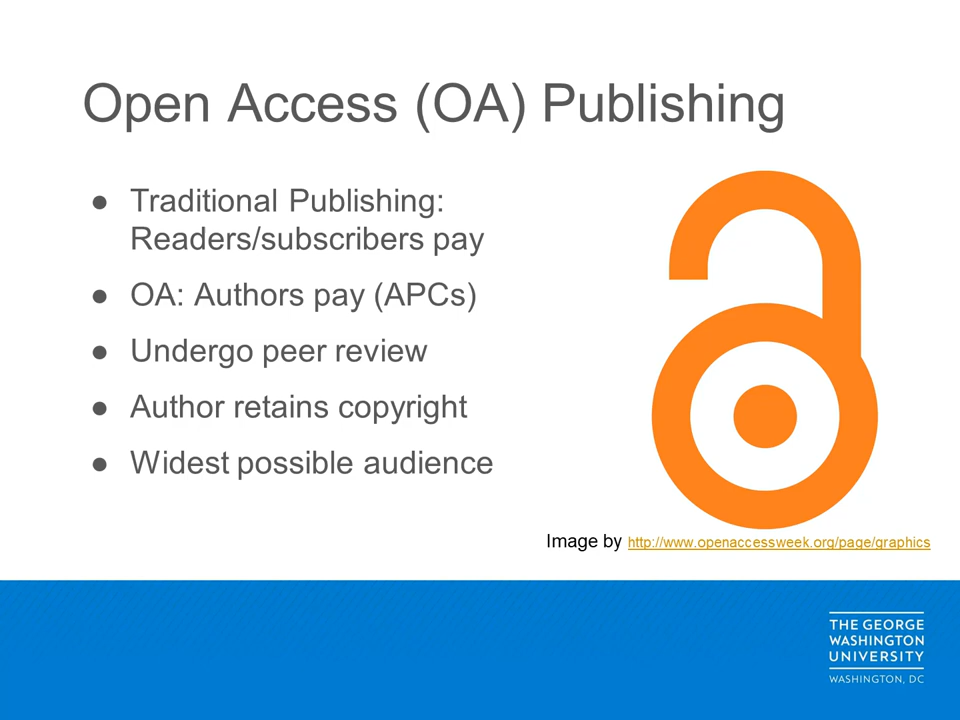 Open Access (OA) Publishing
● Traditional Publishing:
Readers/subscribers pay
● OA: Authors pay (APCs)
● Undergo peer review
● Author retains copyright
● Widest possible audience
Image by http://www.openaccessweek.org/page/graphics
THE GEORGE
WASHINGTON
UNIVERSITY
WASHINGTON, DC